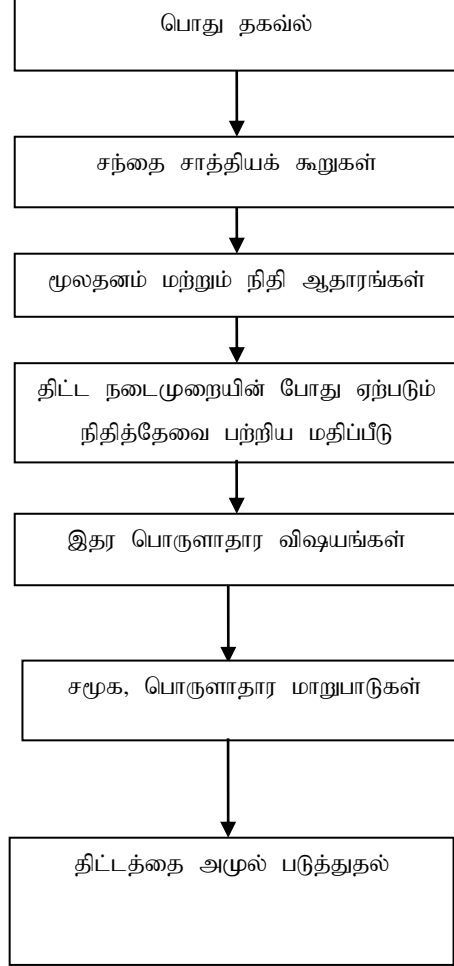 பொது தகவ்ல்
சந்தை சாத்தியக் கூறுகள்
மூலதனம் மற்றும் நிதி ஆதாரங்கள்
திட்ட நடைமுறையின் போது ஏற்படும்
நிதித்தேவை பற்றிய மதிப்பீடு
இதர பொருளாதார விஷயங்கள்
சமூக, பொருளாதார மாறுபாடுகள்
திட்டத்தை அமுல் படுத்துதல்